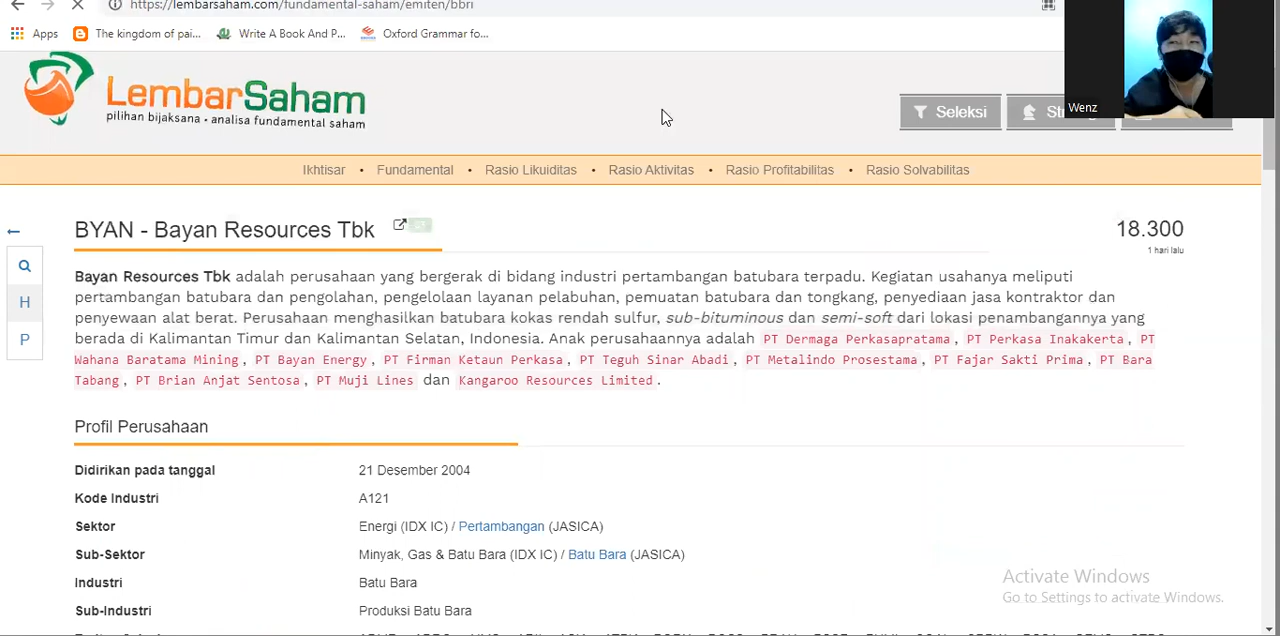 https://lembarsaham.com/fundamental-saham/emiten/bbri
Apps The kingdom of pai... Write A Book And P... Oxford Grammar fo...
Wenz
LembarSaham
pilihan bijaksana • analisa fundamental saham
Seleksi
Ikhtisar • Fundamental • Rasio Likuiditas • Rasio Aktivitas • Rasio Profitabilitas • Rasio Solvabilitas
BYAN - Bayan Resources Tbk
18.300
1 hari lalu
H
P
Bayan Resources Tbk adalah perusahaan yang bergerak di bidang industri pertambangan batubara terpadu. Kegiatan usahanya meliputi
pertambangan batubara dan pengolahan, pengelolaan layanan pelabuhan, pemuatan batubara dan tongkang, penyediaan jasa kontraktor dan
penyewaan alat berat. Perusahaan menghasilkan batubara kokas rendah sulfur, sub-bituminous dan semi-soft dari lokasi penambangannya yang
berada di Kalimantan Timur dan Kalimantan Selatan, Indonesia. Anak perusahaannya adalah PT Dermaga Perkasapratama, PT Perkasa Inakakerta, PT
Wahana Baratama Mining, PT Bayan Energy, PT Firman Ketaun Perkasa, PT Teguh Sinar Abadi, PT Metalindo Prosestama, PT Fajar Sakti Prima, PT Bara
Tabang, PT Brian Anjat Sentosa, PT Muji Lines dan Kangaroo Resources Limited.
Profil Perusahaan
Didirikan pada tanggal 21 Desember 2004
Kode Industri A121
Sektor Energi (IDX IC) / Pertambangan (JASICA)
Sub-Sektor Minyak, Gas & Batu Bara (IDX IC) / Batu Bara (JASICA)
Industri Batu Bara
Sub-Industri Produksi Batu Bara
Activate Windows
Go to Settings to activate Windows.